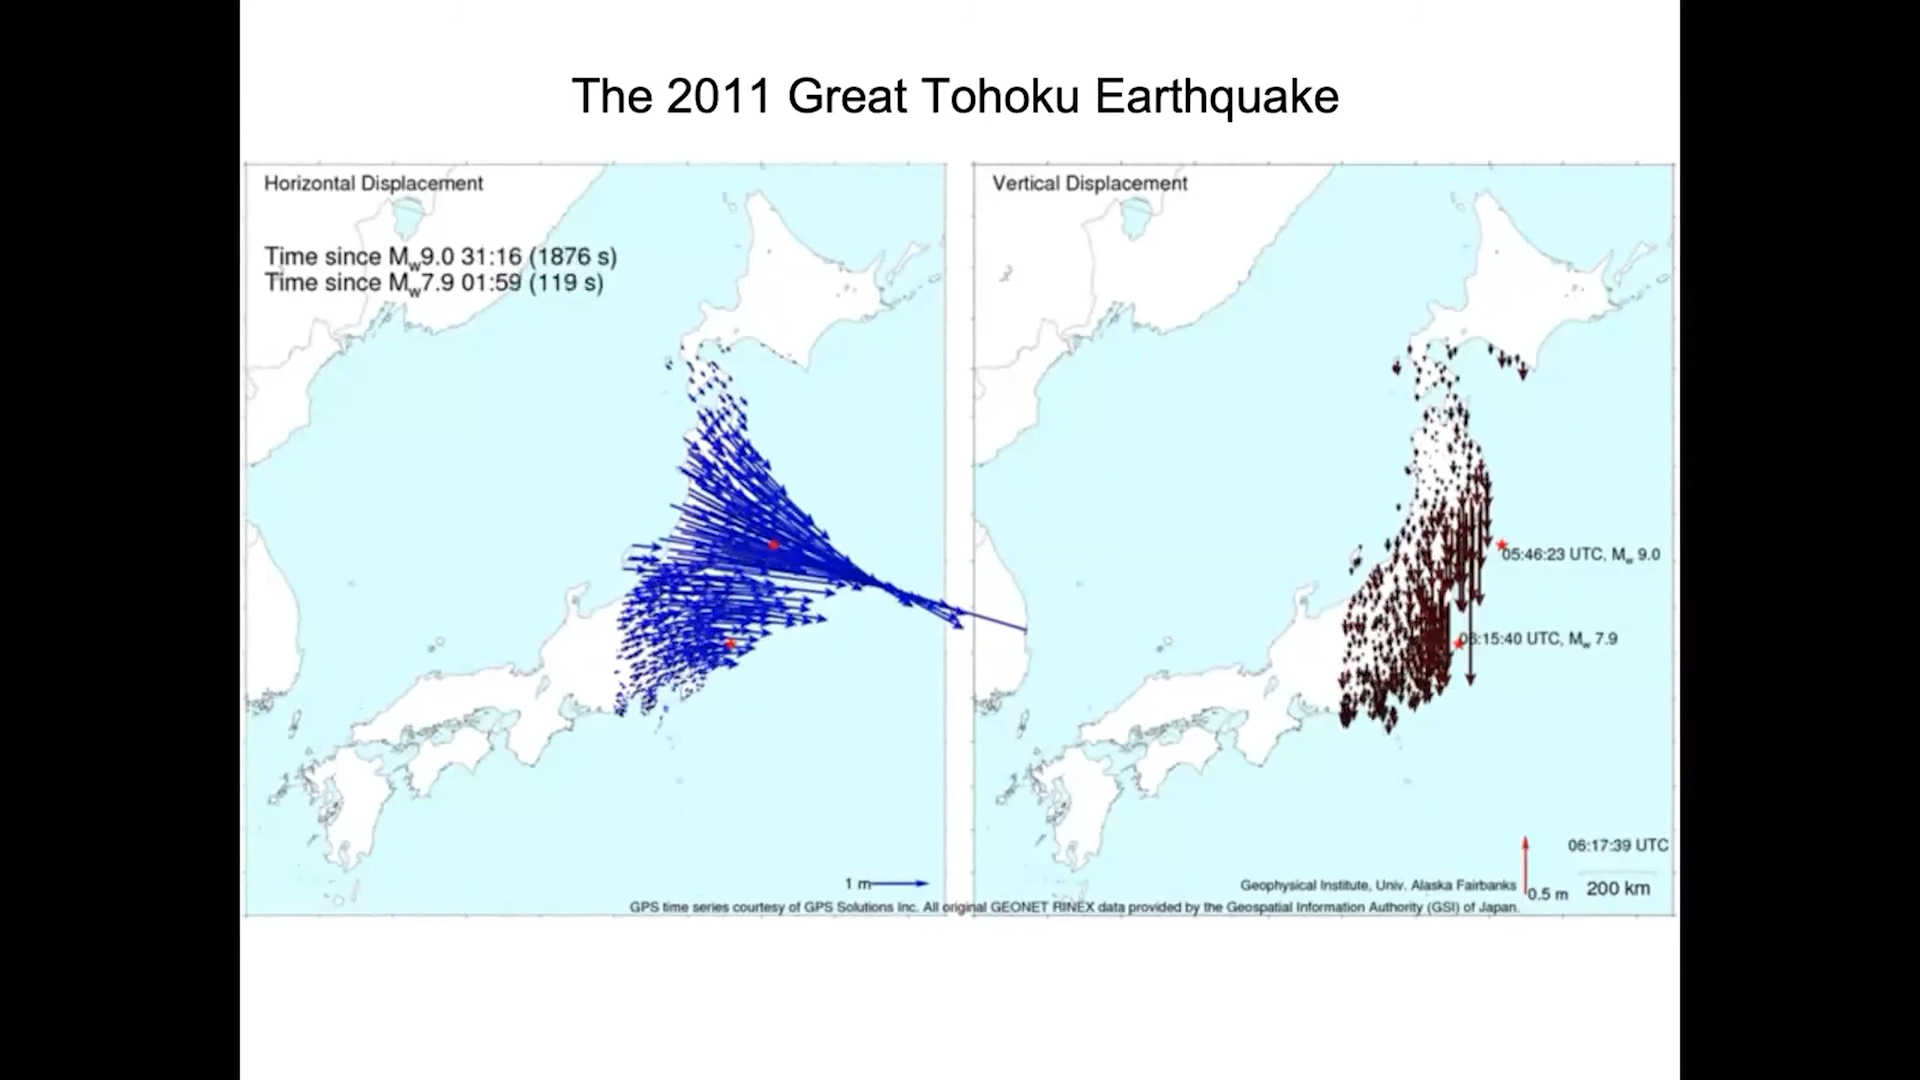 The 2011 Great Tohoku Earthquake
Horizontal Displacement
Time since Mw9.0 31:16 (1876 s)
Time since Mw7.9 01:59 (119 s)
1 m
Vertical Displacement
05:46:23 UTC, Mw 9.0
06:15:40 UTC, Mw 7.9
06:17:39 UTC
Geophysical Institute, Univ. Alaska Fairbanks
0.5 m
200 km
GPS time series courtesy of GPS Solutions Inc. All original GEONET RINEX data provided by the Geospatial Information Authority (GSI) of Japan.